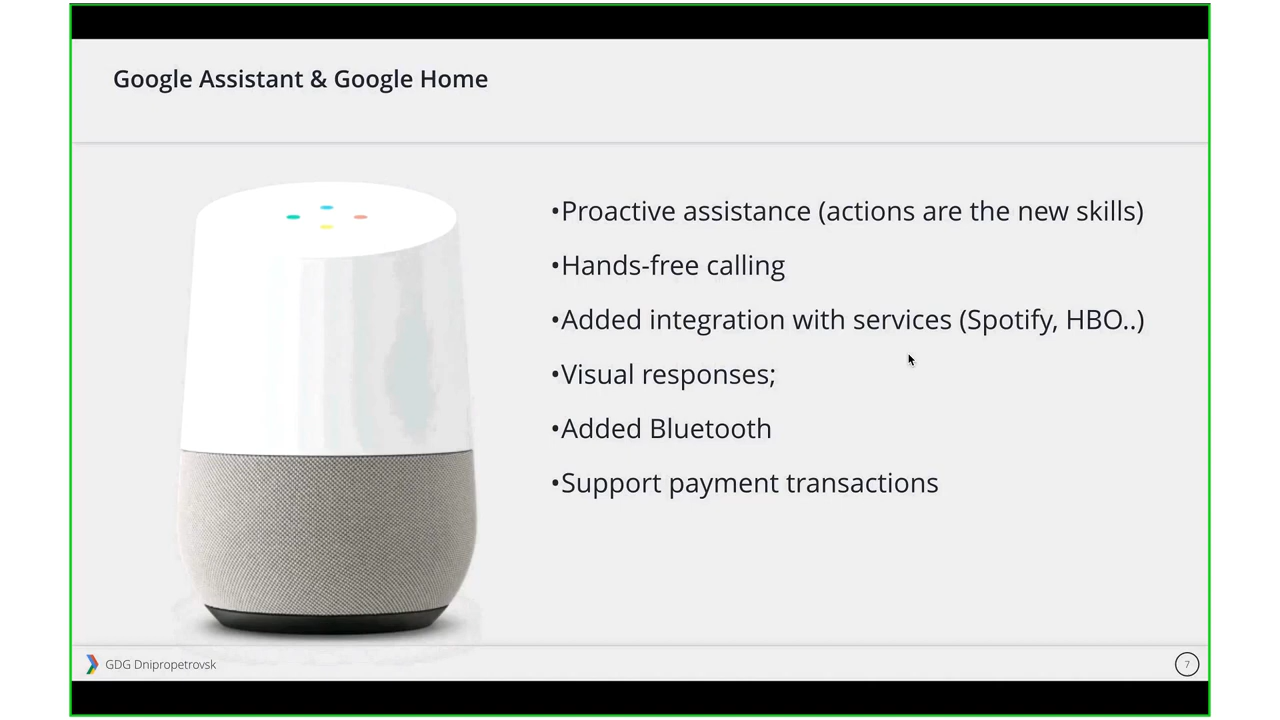 Google Assistant & Google Home
•Proactive assistance (actions are the new skills)
•Hands-free calling
•Added integration with services (Spotify, HBO..)
•Visual responses;
•Added Bluetooth
•Support payment transactions
GDG Dnipropetrovsk
7